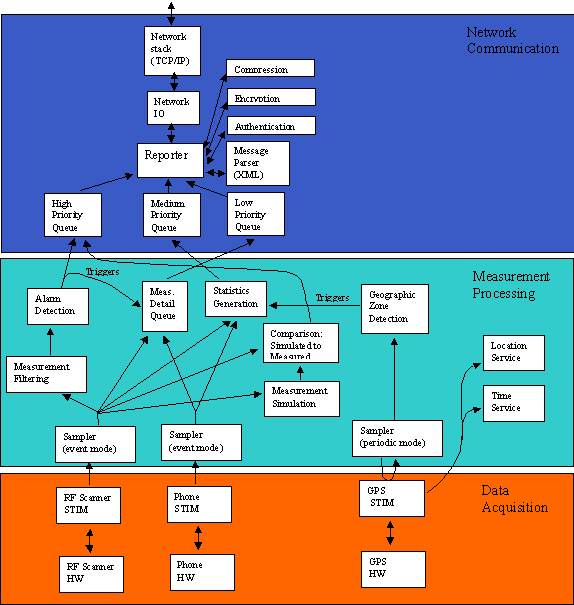 Network
Communication
Network
stack
(TCP/IP)
Compression
Network
IO
Encryption
Authentication
Reporter
Message
Parser
(XML)
High
Priority
Queue
Medium
Priority
Queue
Low
Priority
Queue
Measurement
Processing
Triggers
Alarm
Detection
Meas.
Detail
Queue
Statistics
Generation
Triggers
Geographic
Zone
Detection
Comparison:
Simulated to
Measured
Location
Service
Measurement
Filtering
Measurement
Simulation
Time
Service
Sampler
(event mode)
Sampler
(event mode)
Sampler
(periodic mode)
Data
Acquisition
RF Scanner
STIM
Phone
STIM
GPS
STIM
RF Scanner
HW
Phone
HW
GPS
HW